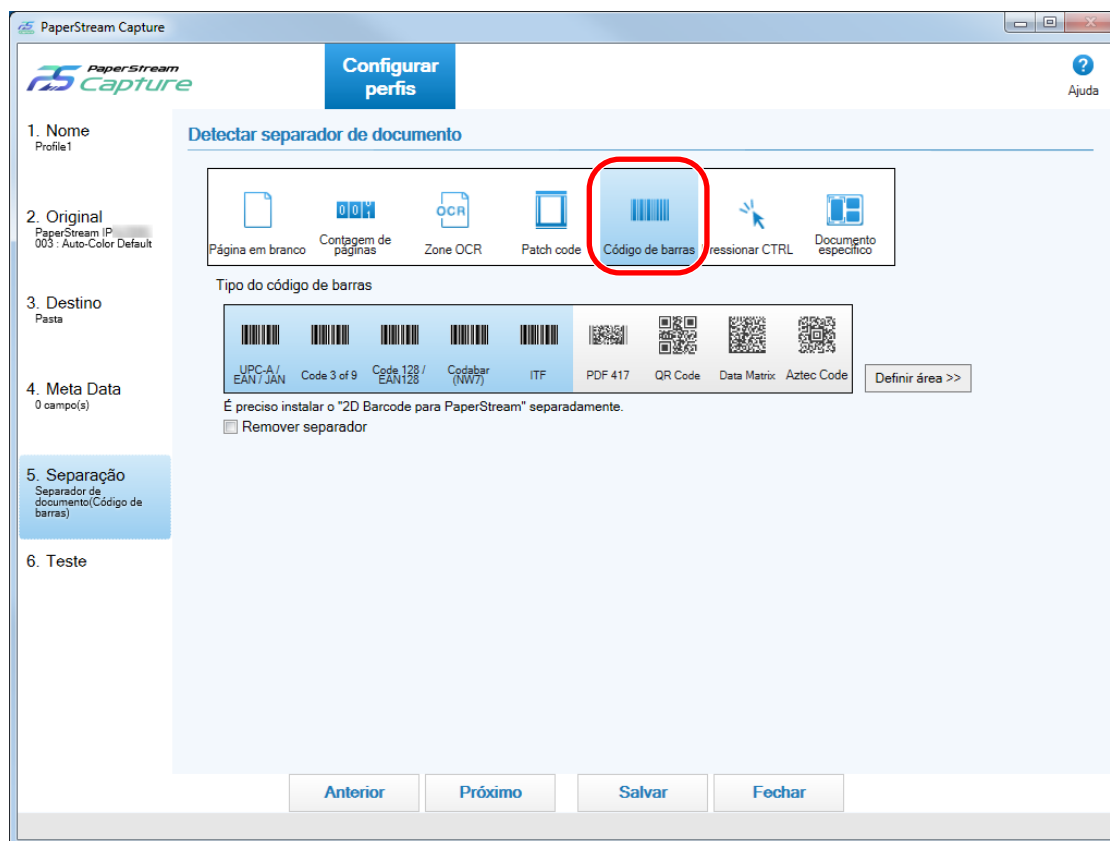 PaperStream Capture
PaperStream
Capture
Configurar
perfis
Ajuda
1. Nome
Profile1
2. Original
PaperStream IP
003 : Auto-Color Default
3. Destino
Pasta
4. Meta Data
0 campo(s)
5. Separação
Separador de
documento(Código de
barras)
6. Teste
Detectar separador de documento
Página em branco
Contagem de
páginas
OCR
Zone OCR
Patch code
Código de barras
ressionar CTRL
Documento
específico
Tipo do código de barras
UPC-A /
EAN / JAN
Code 3 of 9
Code 128 /
EAN128
Codabar
(NW7)
ITF
PDF 417
QR Code
Data Matrix
Aztec Code
Definir área >>
É preciso instalar o "2D Barcode para PaperStream" separadamente.
Remover separador
Anterior
Próximo
Salvar
Fechar